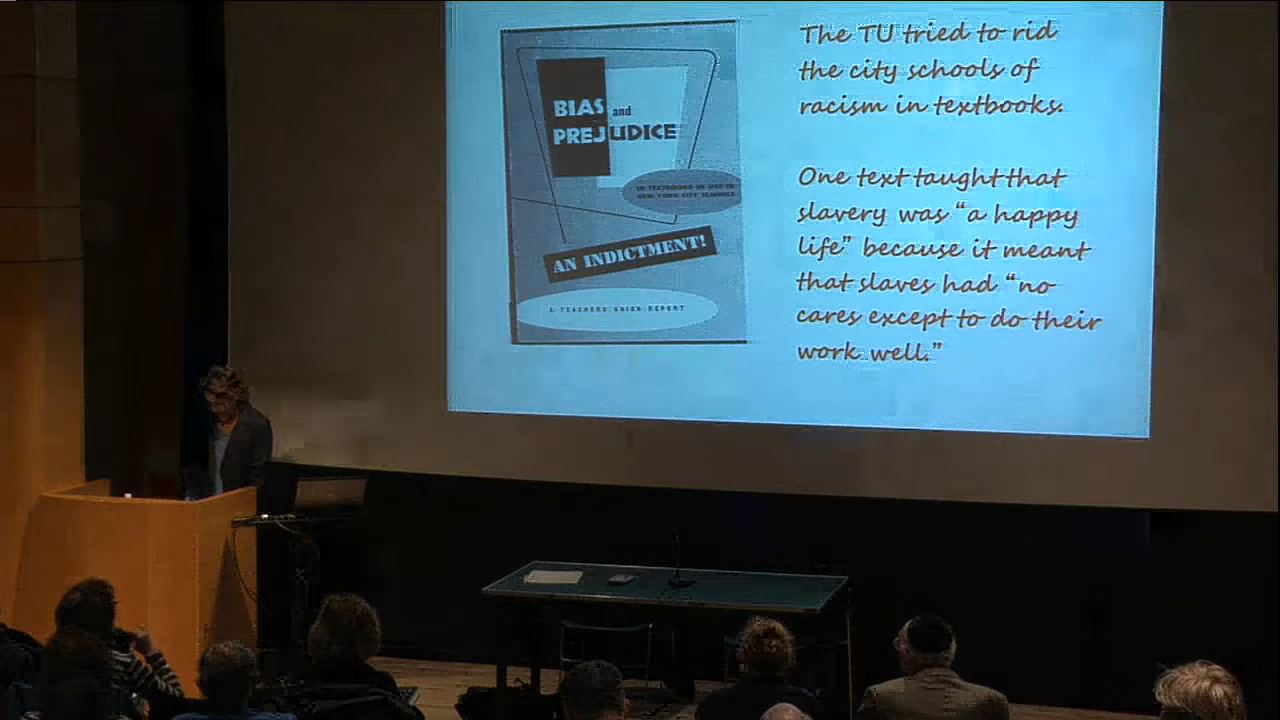 BIAS and
PREJUDICE
IN TEXTBOOKS IN USE IN
NEW YORK CITY SCHOOLS
AN INDICTMENT!
A TEACHERS UNION REPORT
The TU tried to rid
the city schools of
racism in textbooks.
One text taught that
slavery was “a happy
life” because it meant
that slaves had “no
cares except to do their
work well.”